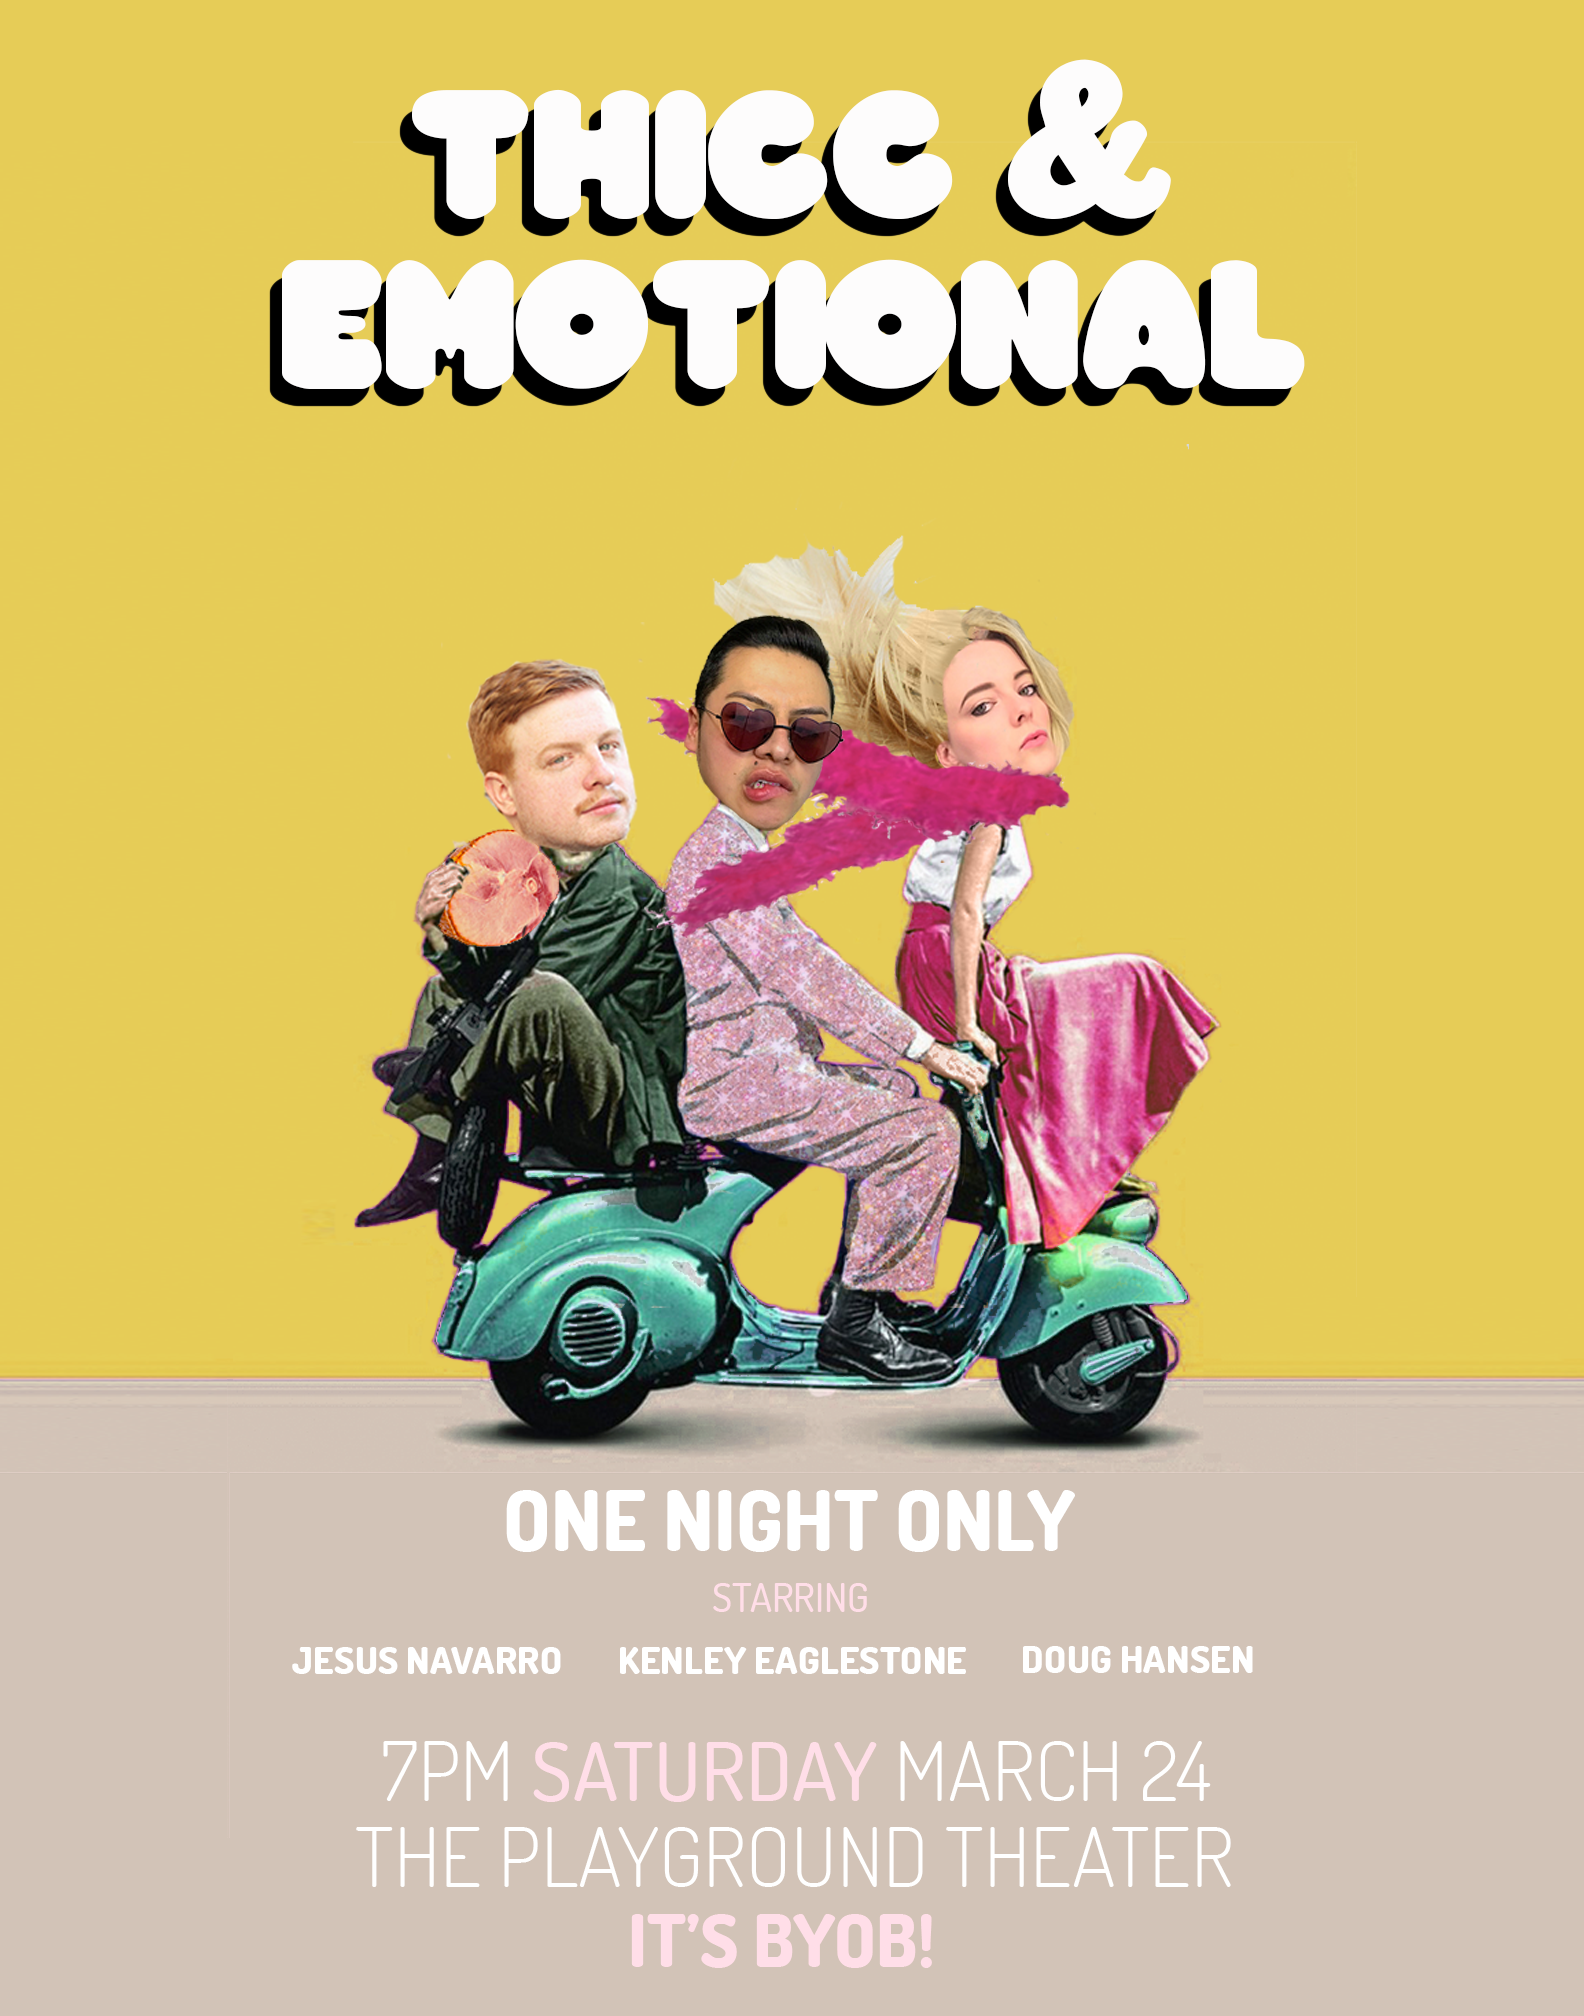 THICC &
EMOTIONAL
ONE NIGHT ONLY
STARRING
JESUS NAVARRO KENLEY EAGLESTONE DOUG HANSEN
7PM SATURDAY MARCH 24
THE PLAYGROUND THEATER
IT'S BYOB!